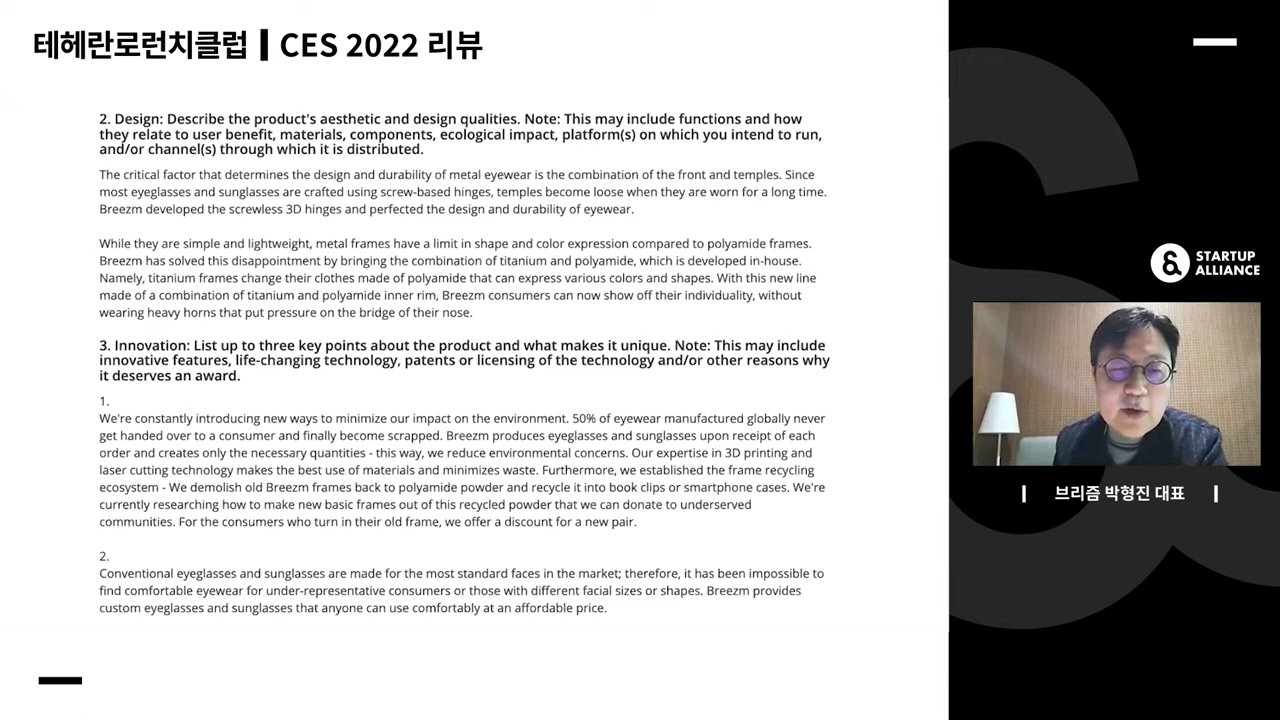 테헤란로런치클럽 | CES 2022 리뷰
2. Design: Describe the product's aesthetic and design qualities. Note: This may include functions and how
they relate to user benefit, materials, components, ecological impact, platform(s) on which you intend to run,
and/or channel(s) through which it is distributed.
The critical factor that determines the design and durability of metal eyewear is the combination of the front and temples. Since
most eyeglasses and sunglasses are crafted using screw-based hinges, temples become loose when they are worn for a long time.
Breezm developed the screwless 3D hinges and perfected the design and durability of eyewear.
While they are simple and lightweight, metal frames have a limit in shape and color expression compared to polyamide frames.
Breezm has solved this disappointment by bringing the combination of titanium and polyamide, which is developed in-house.
Namely, titanium frames change their clothes made of polyamide that can express various colors and shapes. With this new line
made of a combination of titanium and polyamide inner rim, Breezm consumers can now show off their individuality, without
wearing heavy horns that put pressure on the bridge of their nose.
3. Innovation: List up to three key points about the product and what makes it unique. Note: This may include
innovative features, life-changing technology, patents or licensing of the technology and/or other reasons why
it deserves an award.
1.
We're constantly introducing new ways to minimize our impact on the environment. 50% of eyewear manufactured globally never
get handed over to a consumer and finally become scrapped. Breezm produces eyeglasses and sunglasses upon receipt of each
order and creates only the necessary quantities - this way, we reduce environmental concerns. Our expertise in 3D printing and
laser cutting technology makes the best use of materials and minimizes waste. Furthermore, we established the frame recycling
ecosystem - We demolish old Breezm frames back to polyamide powder and recycle it into book clips or smartphone cases. We're
currently researching how to make new basic frames out of this recycled powder that we can donate to underserved
communities. For the consumers who turn in their old frame, we offer a discount for a new pair.
2.
Conventional eyeglasses and sunglasses are made for the most standard faces in the market; therefore, it has been impossible to
find comfortable eyewear for under-representative consumers or those with different facial sizes or shapes. Breezm provides
custom eyeglasses and sunglasses that anyone can use comfortably at an affordable price.
STARTUP
ALLIANCE
| 브리즘 박형진 대표 |